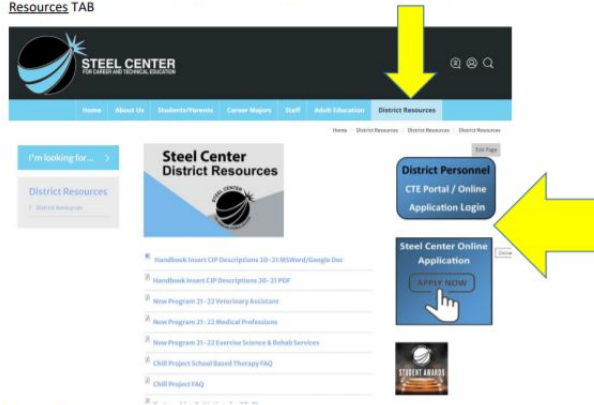 Resources TAB
STEEL CENTER
FOR CAREER AND TECHNICAL EDUCATION
Home About Us Students/Parents Career Majors Staff Adult Education District Resources
Home District Resources District Resources District Resources
I'm looking for... >
District Resources
District Resources
Steel Center
District Resources
STEEL CENTER
Edit Page
District Personnel
CTE Portal / Online
Application Login
Steel Center Online
Application
APPLY NOW
Online
STUDENT AWARDS
Handbook Insert CIP Descriptions 20-21 MSWord/Google Doc
Handbook Insert CIP Descriptions 20-21 PDF
New Program 21-22 Veterinary Assistant
New Program 21-22 Medical Professions
New Program 21-22 Exercise Science & Rehab Services
Chill Project School Based Therapy FAQ
Chill Project FAQ